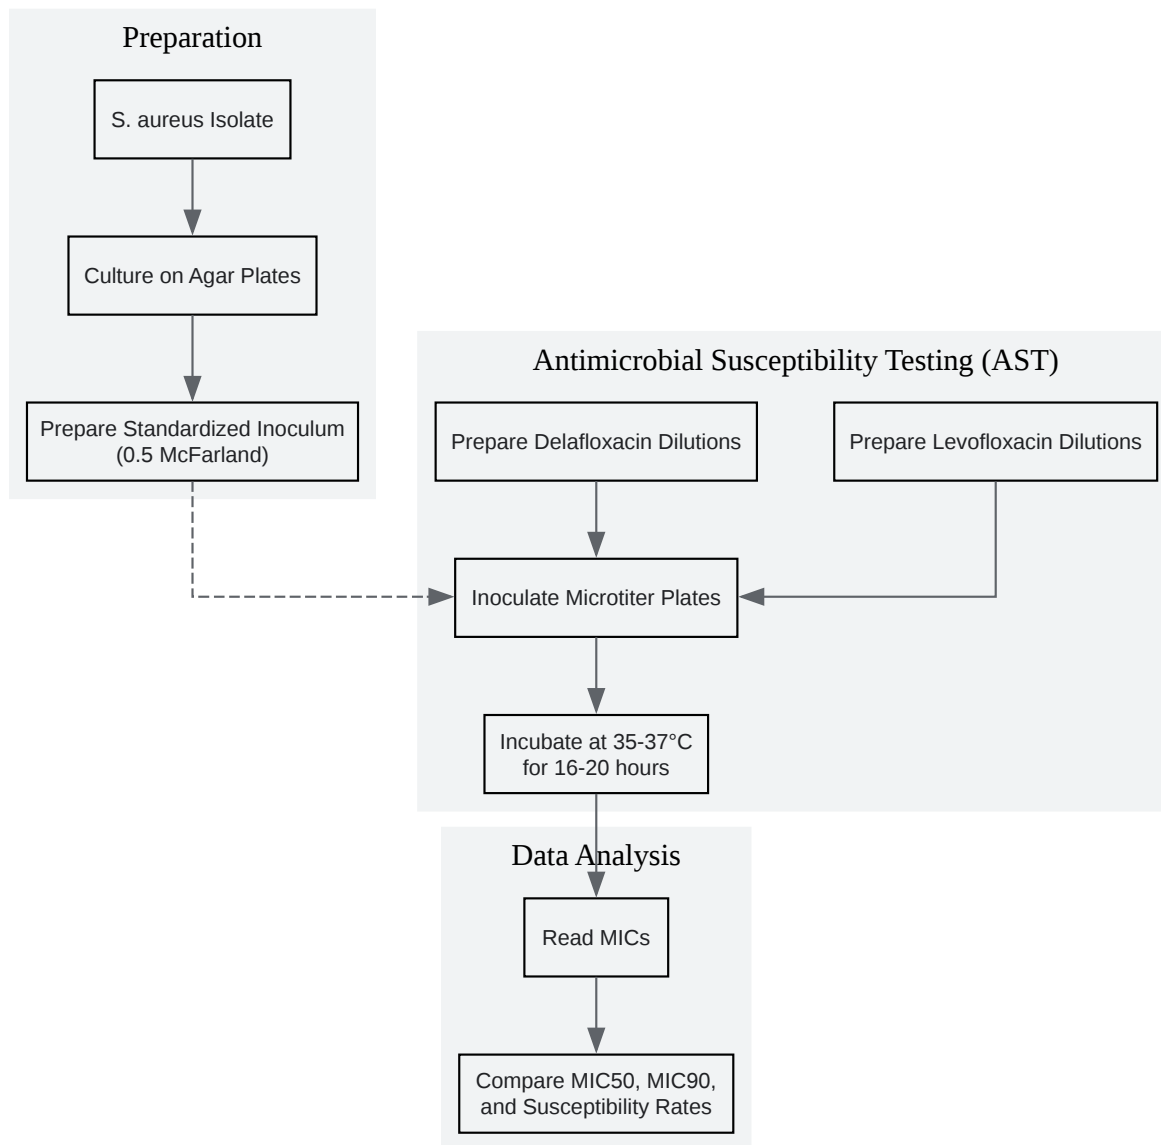 Preparation
S. aureus Isolate
Culture on Agar Plates
Prepare Standardized Inoculum
(0.5 McFarland)
Antimicrobial Susceptibility Testing (AST)
Prepare Delafloxacin Dilutions
Prepare Levofloxacin Dilutions
Inoculate Microtiter Plates
Incubate at 35-37°C
for 16-20 hours
Data Analysis
Read MICs
Compare MIC50, MIC90,
and Susceptibility Rates